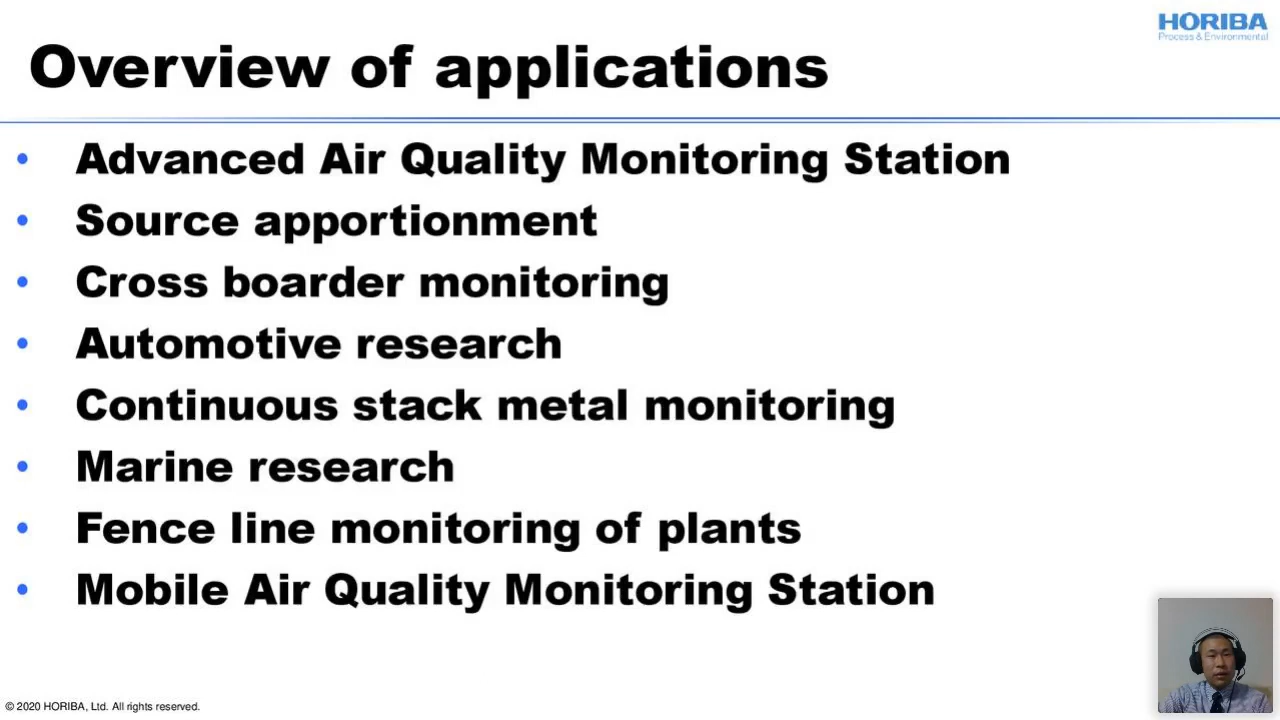 HORIBA
Process & Environmental
Overview of applications
• Advanced Air Quality Monitoring Station
• Source apportionment
• Cross boarder monitoring
• Automotive research
• Continuous stack metal monitoring
• Marine research
• Fence line monitoring of plants
• Mobile Air Quality Monitoring Station
© 2020 HORIBA, Ltd. All rights reserved.